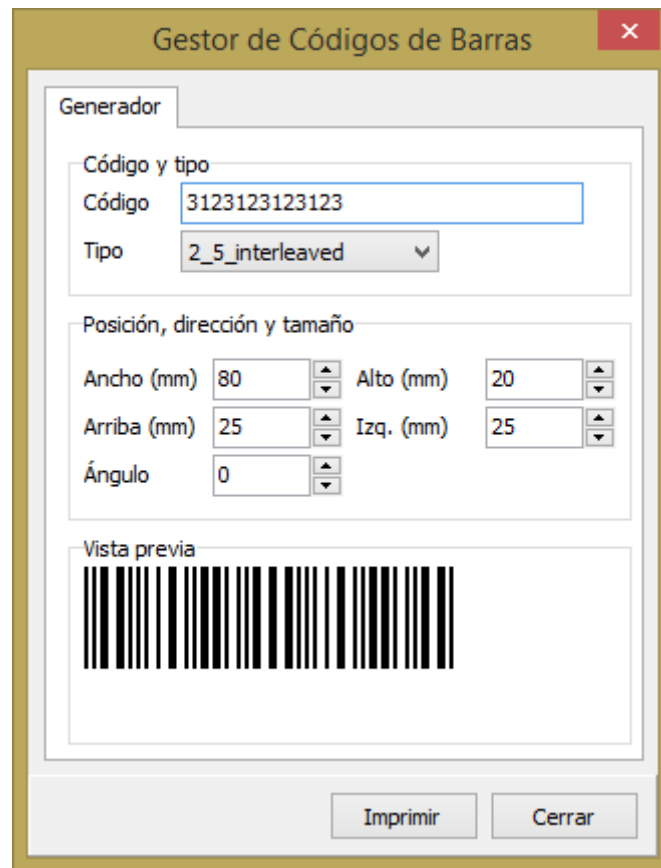 Gestor de Códigos de Barras
Generador
Código y tipo
Código 3123123123123
Tipo 2_5_interleaved
Posición, dirección y tamaño
Ancho (mm) 80 Alto (mm) 20
Arriba (mm) 25 Izq. (mm) 25
Ángulo 0
Vista previa
Imprimir Cerrar